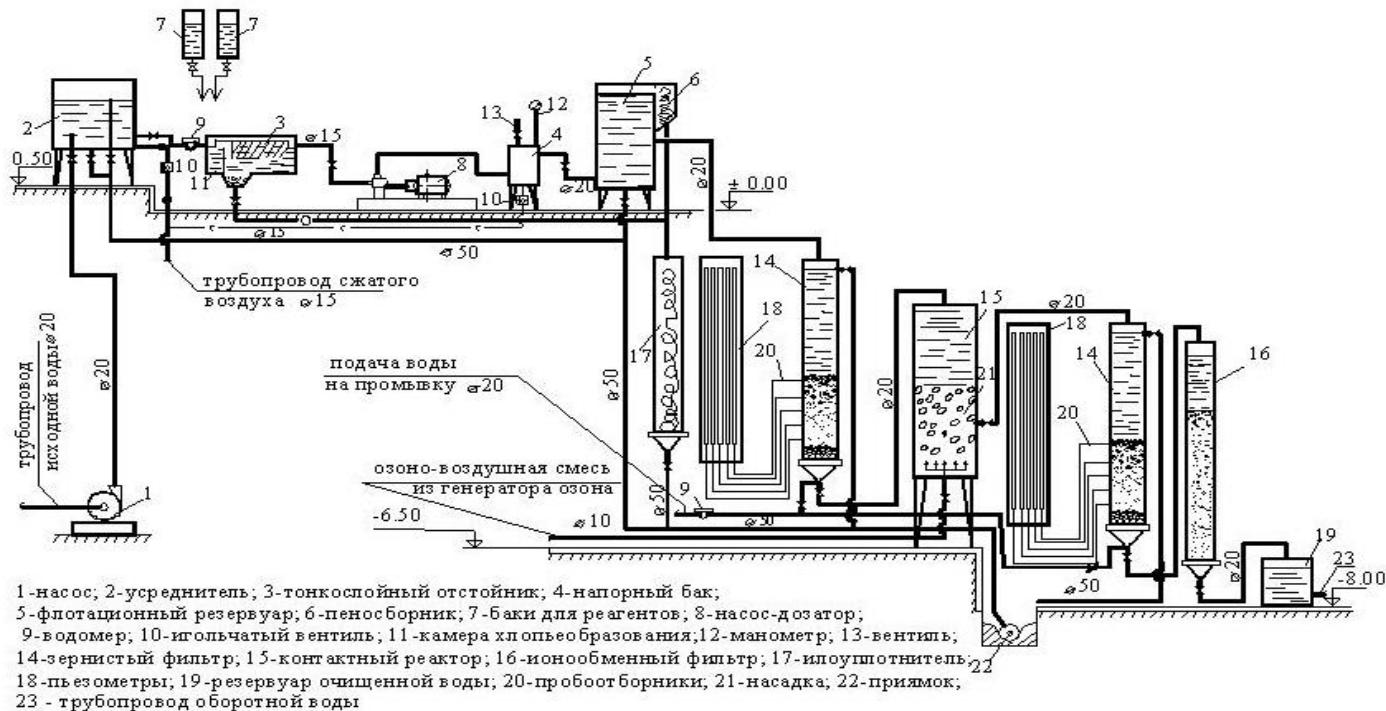 7
7
5
6
2
9
3
⌀15
13
12
4
8
0.50
10
11
10
⌀20
⌀20
± 0.00
c
⌀15
c
c
⌀50
трубопровод сжатого
воздуха ⌀15
14
15
⌀20
18
17
18
подача воды
на промывку ⌀20
20
⌀50
⌀20
21
14
16
трубопровод
исходной воды⌀20
⌀20
20
озоно-воздушная смесь
из генератора озона
⌀50
9
1
-6.50
⌀10
⌀50
⌀50
⌀20
19
23
-8.00
22
1-насос; 2-усреднитель; 3-тонкослойный отстойник; 4-напорный бак;
5-флотационный резервуар; 6-пеносборник; 7-баки для реагентов; 8-насос-дозатор;
9-водомер; 10-игольчатый вентиль; 11-камера хлопьеобразования;12-манометр; 13-вентиль;
14-зернистый фильтр; 15-контактный реактор; 16-ионообменный фильтр; 17-илоуплотнитель;
18-пьезометры; 19-резервуар очищенной воды; 20-пробоотборники; 21-насадка; 22-приямок;
23 - трубопровод оборотной воды